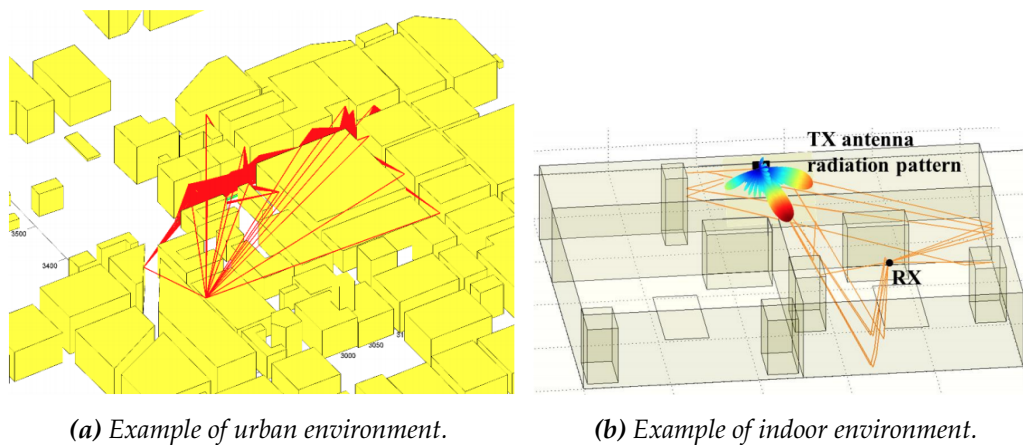 TX antenna
radiation pattern
3500
3400
RX
3000
3050
(a) Example of urban environment.
(b) Example of indoor environment.